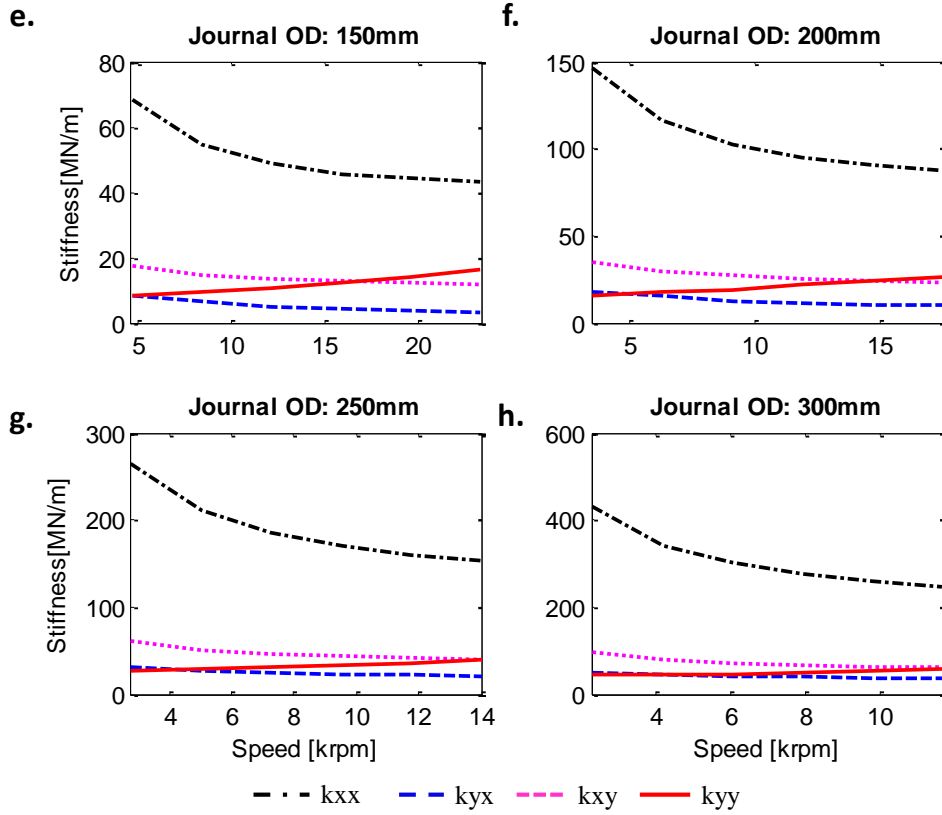 e.
Journal OD: 150mm
Stiffness[MN/m]
80
60
40
20
0
5
10
15
20
f.
Journal OD: 200mm
150
100
50
0
5
10
15
g.
Journal OD: 250mm
Stiffness[MN/m]
300
200
100
0
4
6
8
10
12
14
Speed [krpm]
h.
Journal OD: 300mm
600
400
200
0
4
6
8
10
Speed [krpm]
kxx kyx kxy kyy